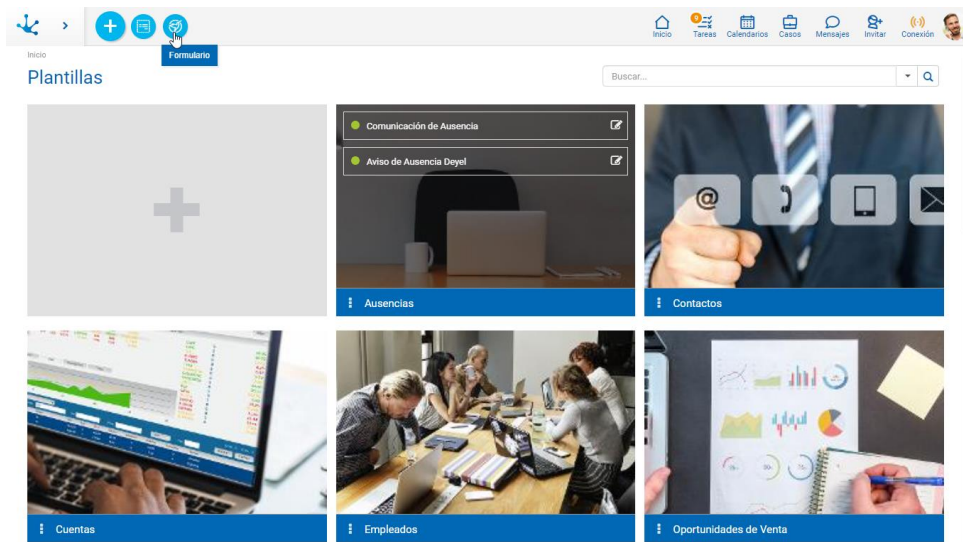 Formulario
9
Inicio
Tareas
Calendarios
Casos
Mensajes
Invitar
Conexión
Inicio
Plantillas
Buscar...
Comunicación de Ausencia
Aviso de Ausencia Deyel
@
Ausencias
Contactos
Cuentas
Empleados
Oportunidades de Venta